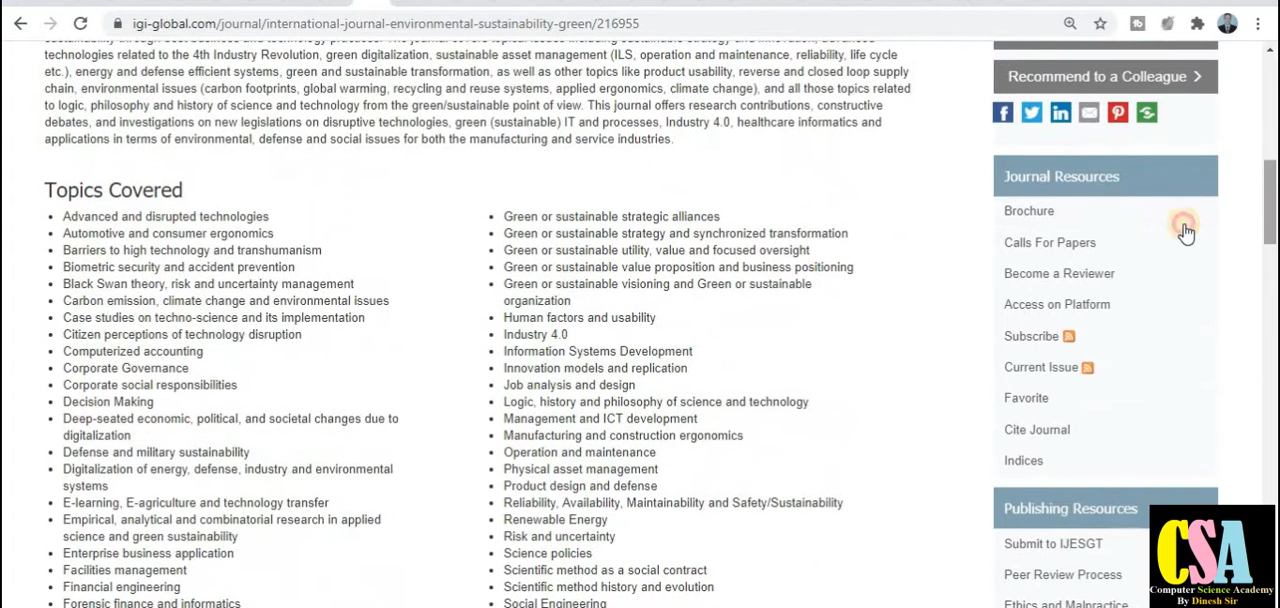 igi-global.com/journal/international-journal-environmental-sustainability-green/216955
technologies related to the 4th Industry Revolution, green digitalization, sustainable asset management (ILS, operation and maintenance, reliability, life cycle
etc.), energy and defense efficient systems, green and sustainable transformation, as well as other topics like product usability, reverse and closed loop supply
chain, environmental issues (carbon footprints, global warming, recycling and reuse systems, applied ergonomics, climate change), and all those topics related
to logic, philosophy and history of science and technology from the green/sustainable point of view. This journal offers research contributions, constructive
debates, and investigations on new legislations on disruptive technologies, green (sustainable) IT and processes, Industry 4.0, healthcare informatics and
applications in terms of environmental, defense and social issues for both the manufacturing and service industries.
Topics Covered
Advanced and disrupted technologies
Automotive and consumer ergonomics
Barriers to high technology and transhumanism
Biometric security and accident prevention
Black Swan theory, risk and uncertainty management
Carbon emission, climate change and environmental issues
Case studies on techno-science and its implementation
Citizen perceptions of technology disruption
Computerized accounting
Corporate Governance
Corporate social responsibilities
Decision Making
Deep-seated economic, political, and societal changes due to
digitalization
Defense and military sustainability
Digitalization of energy, defense, industry and environmental
systems
E-learning, E-agriculture and technology transfer
Empirical, analytical and combinatorial research in applied
science and green sustainability
Enterprise business application
Facilities management
Financial engineering
Forensic finance and informatics
Green or sustainable strategic alliances
Green or sustainable strategy and synchronized transformation
Green or sustainable utility, value and focused oversight
Green or sustainable value proposition and business positioning
Green or sustainable visioning and Green or sustainable
organization
Human factors and usability
Industry 4.0
Information Systems Development
Innovation models and replication
Job analysis and design
Logic, history and philosophy of science and technology
Management and ICT development
Manufacturing and construction ergonomics
Operation and maintenance
Physical asset management
Product design and defense
Reliability, Availability, Maintainability and Safety/Sustainability
Renewable Energy
Risk and uncertainty
Science policies
Scientific method as a social contract
Scientific method history and evolution
Social Engineering
Recommend to a Colleague
Journal Resources
Brochure
Calls For Papers
Become a Reviewer
Access on Platform
Subscribe
Current Issue
Favorite
Cite Journal
Indices
Publishing Resources
Submit to IJESGT
Peer Review Process
Ethics and Malpractice
CSA
Computer Science Academy
By Dinesh Sir